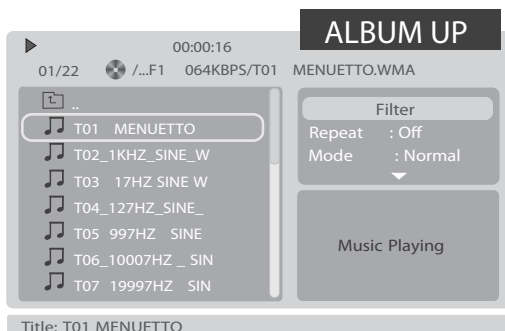 ALBUM UP
00:00:16
01/22 /...F1 064KBPS/T01 MENUETTO.WMA
..
T01 MENUETTO
T02_1KHZ_SINE_W
T03 17HZ SINE W
T04_127HZ_SINE_
T05 997HZ SINE
T06_10007HZ _ SIN
T07 19997HZ SIN
Filter
Repeat : Off
Mode : Normal
Music Playing
Title: T01 MENUETTO